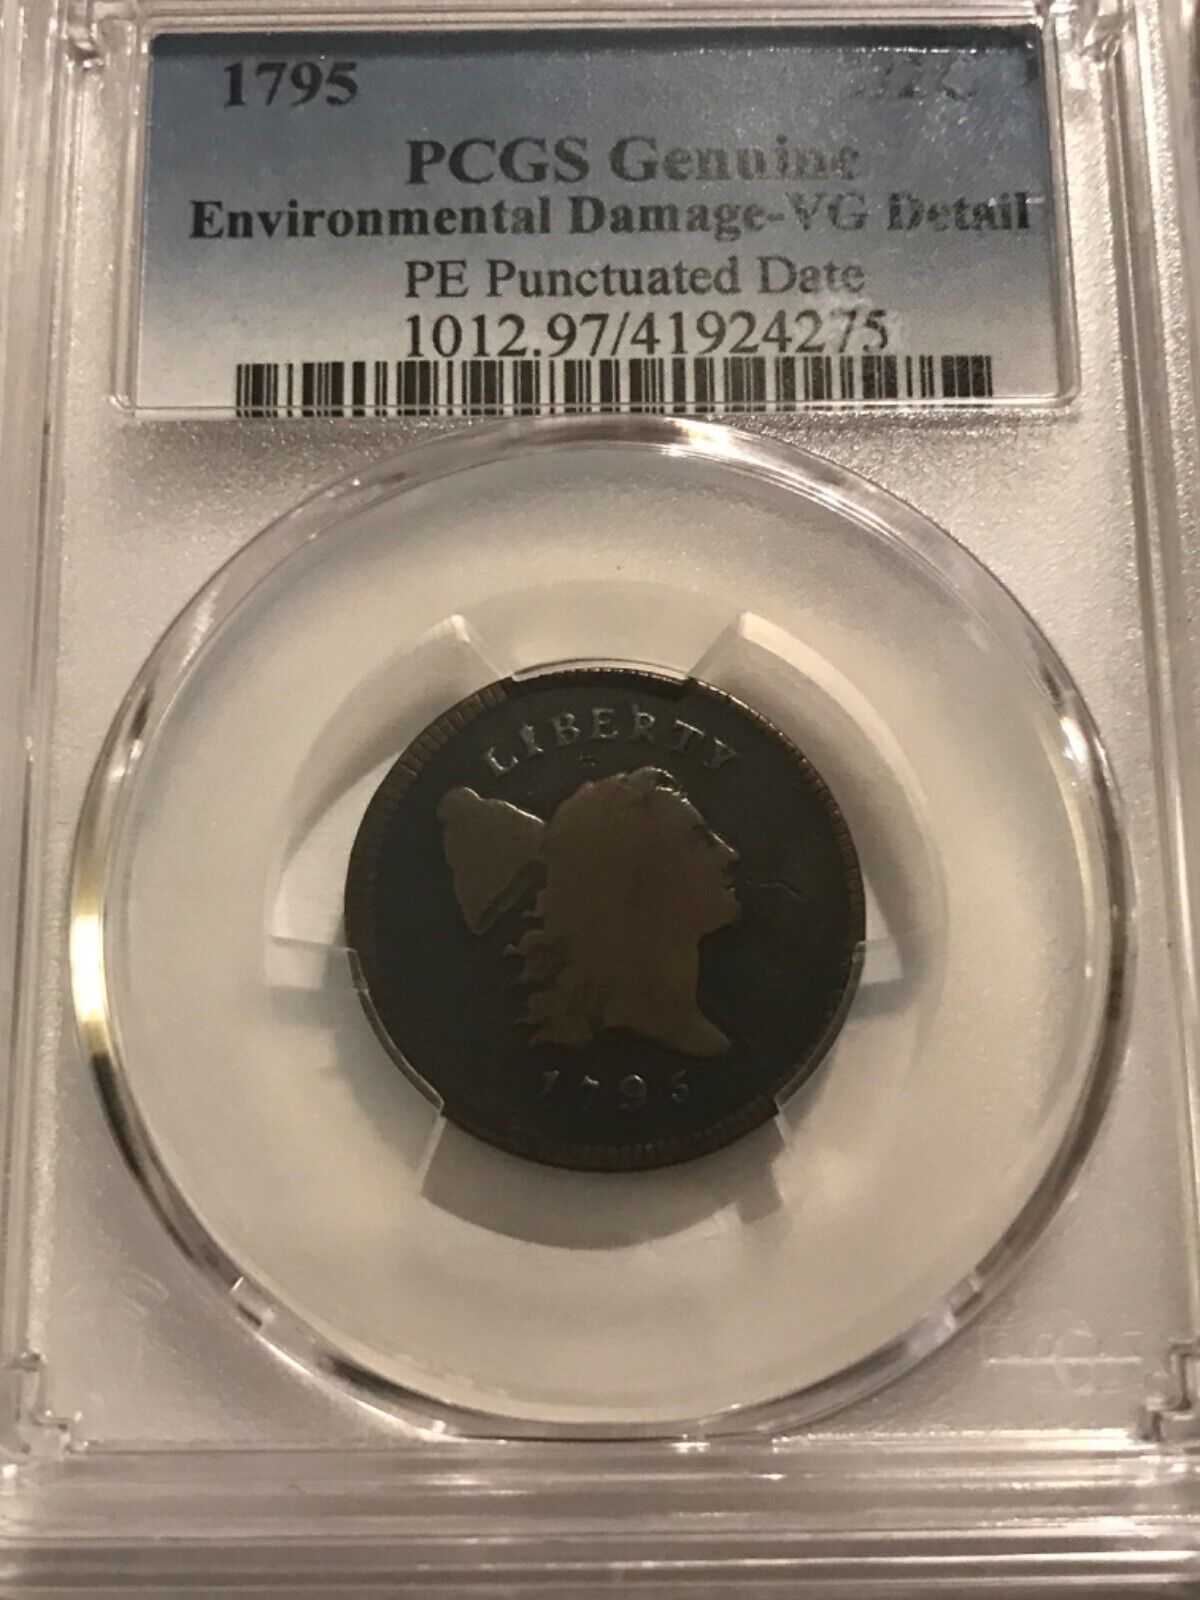 1795
PCGS Genuine
Environmental Damage-VG Detail
PE Punctuated Date
1012.97/41924275
LIBERTY
1795